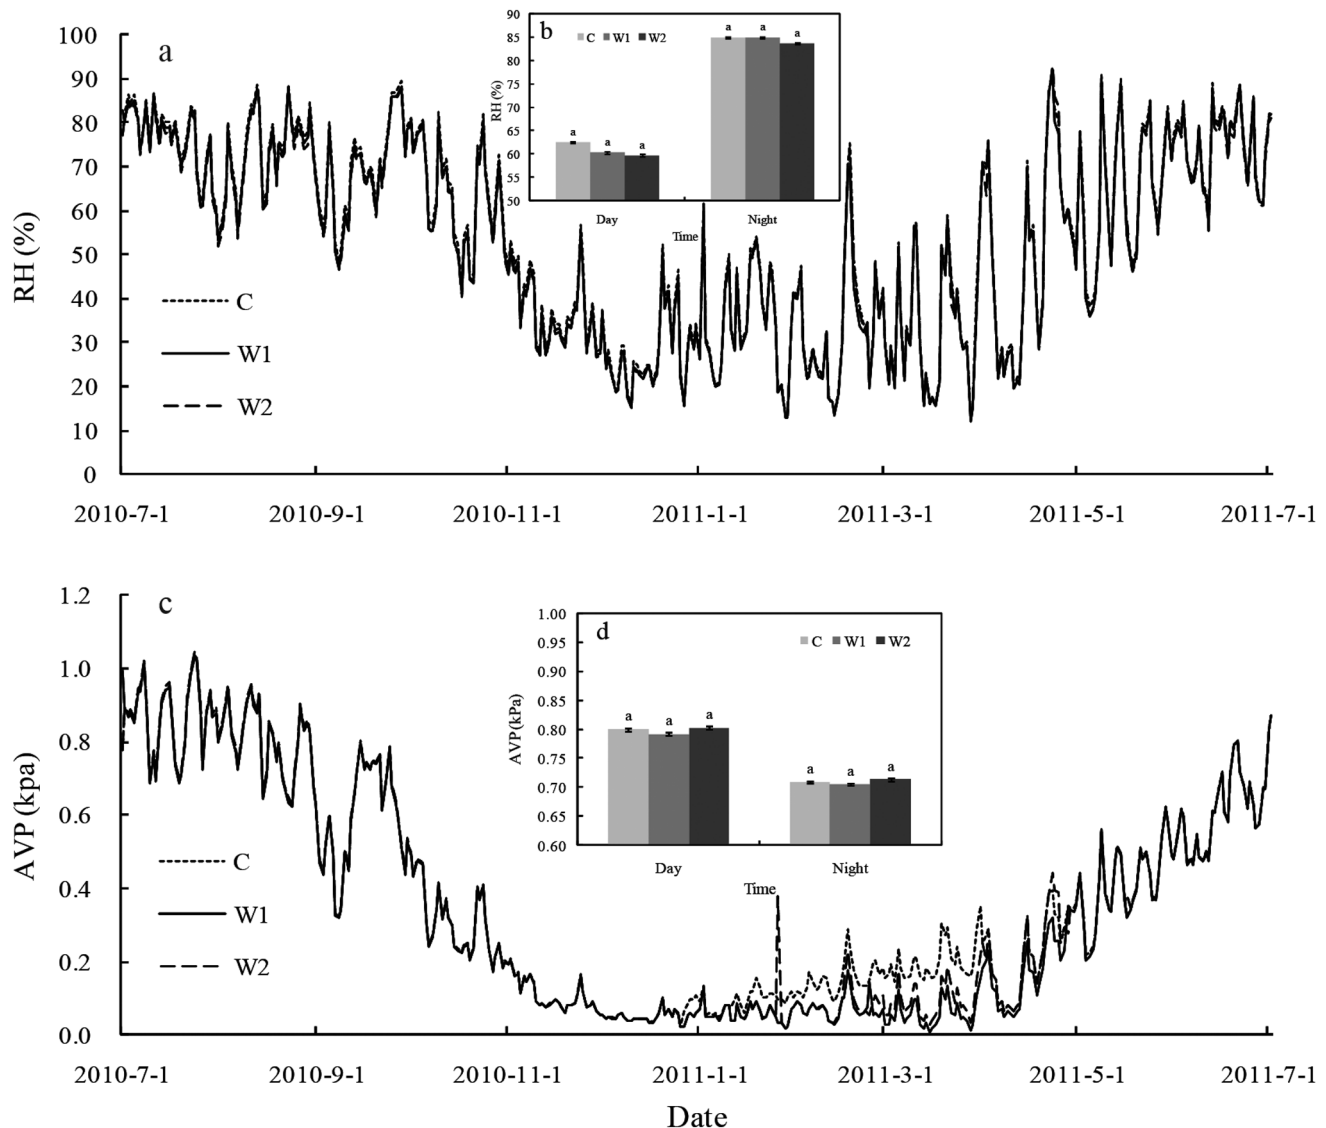 a
100
90
80
70
60
50
40
30
20
10
0
RH (%)
C
W1
W2
2010-7-1 2010-9-1 2010-11-1 2011-1-1 2011-3-1 2011-5-1 2011-7-1
b
C W1 W2
90
85
80
75
70
65
60
55
50
RH (%)
a a a a a a
Day Night
Time
c
1.2
1.0
0.8
0.6
0.4
0.2
0.0
AVP (kpa)
C
W1
W2
2010-7-1 2010-9-1 2010-11-1 2011-1-1 2011-3-1 2011-5-1 2011-7-1
Date
d
C W1 W2
1.00
0.95
0.90
0.85
0.80
0.75
0.70
0.65
0.60
AVP(kPa)
a a a a a a
Day Night
Time